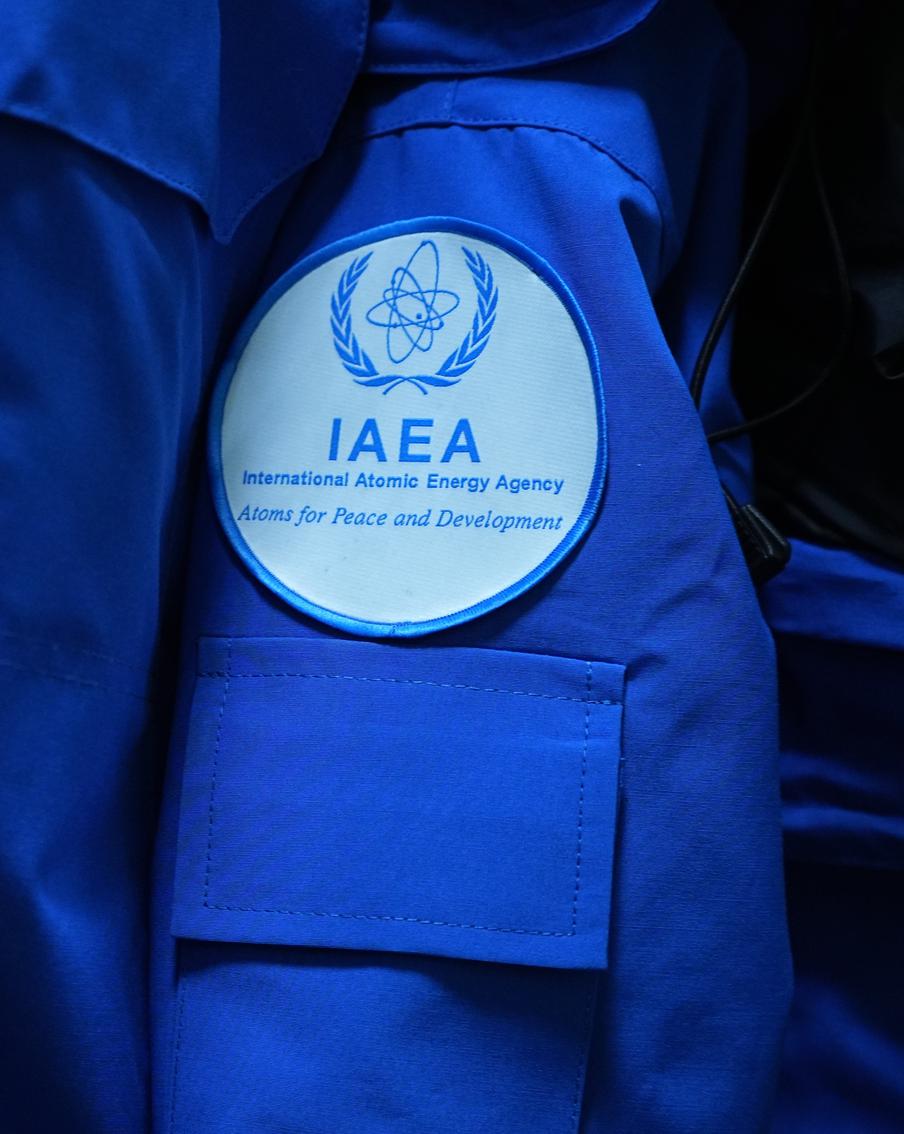 IAEA
International Atomic Energy Agency
Atoms for Peace and Development